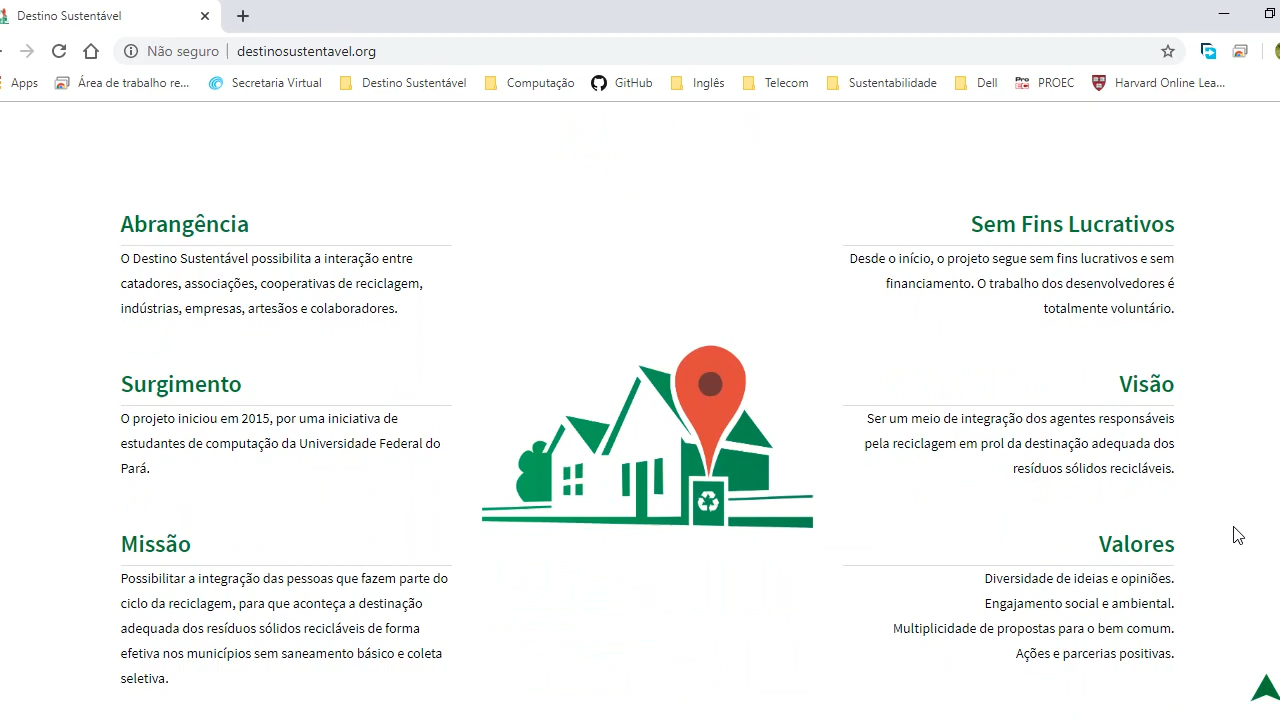 Destino Sustentável
Não seguro
destinosustentavel.org
Apps
Área de trabalho re...
Secretaria Virtual
Destino Sustentável
Computação
GitHub
Inglês
Telecom
Sustentabilidade
Dell
PROEC
Harvard Online Lea...
Abrangência
O Destino Sustentável possibilita a interação entre
catadores, associações, cooperativas de reciclagem,
indústrias, empresas, artesãos e colaboradores.
Surgimento
O projeto iniciou em 2015, por uma iniciativa de
estudantes de computação da Universidade Federal do
Pará.
Missão
Possibilitar a integração das pessoas que fazem parte do
ciclo da reciclagem, para que aconteça a destinação
adequada dos resíduos sólidos recicláveis de forma
efetiva nos municípios sem saneamento básico e coleta
seletiva.
Sem Fins Lucrativos
Desde o início, o projeto segue sem fins lucrativos e sem
financiamento. O trabalho dos desenvolvedores é
totalmente voluntário.
Visão
Ser um meio de integração dos agentes responsáveis
pela reciclagem em prol da destinação adequada dos
resíduos sólidos recicláveis.
Valores
Diversidade de ideias e opiniões.
Engajamento social e ambiental.
Multiplicidade de propostas para o bem comum.
Ações e parcerias positivas.